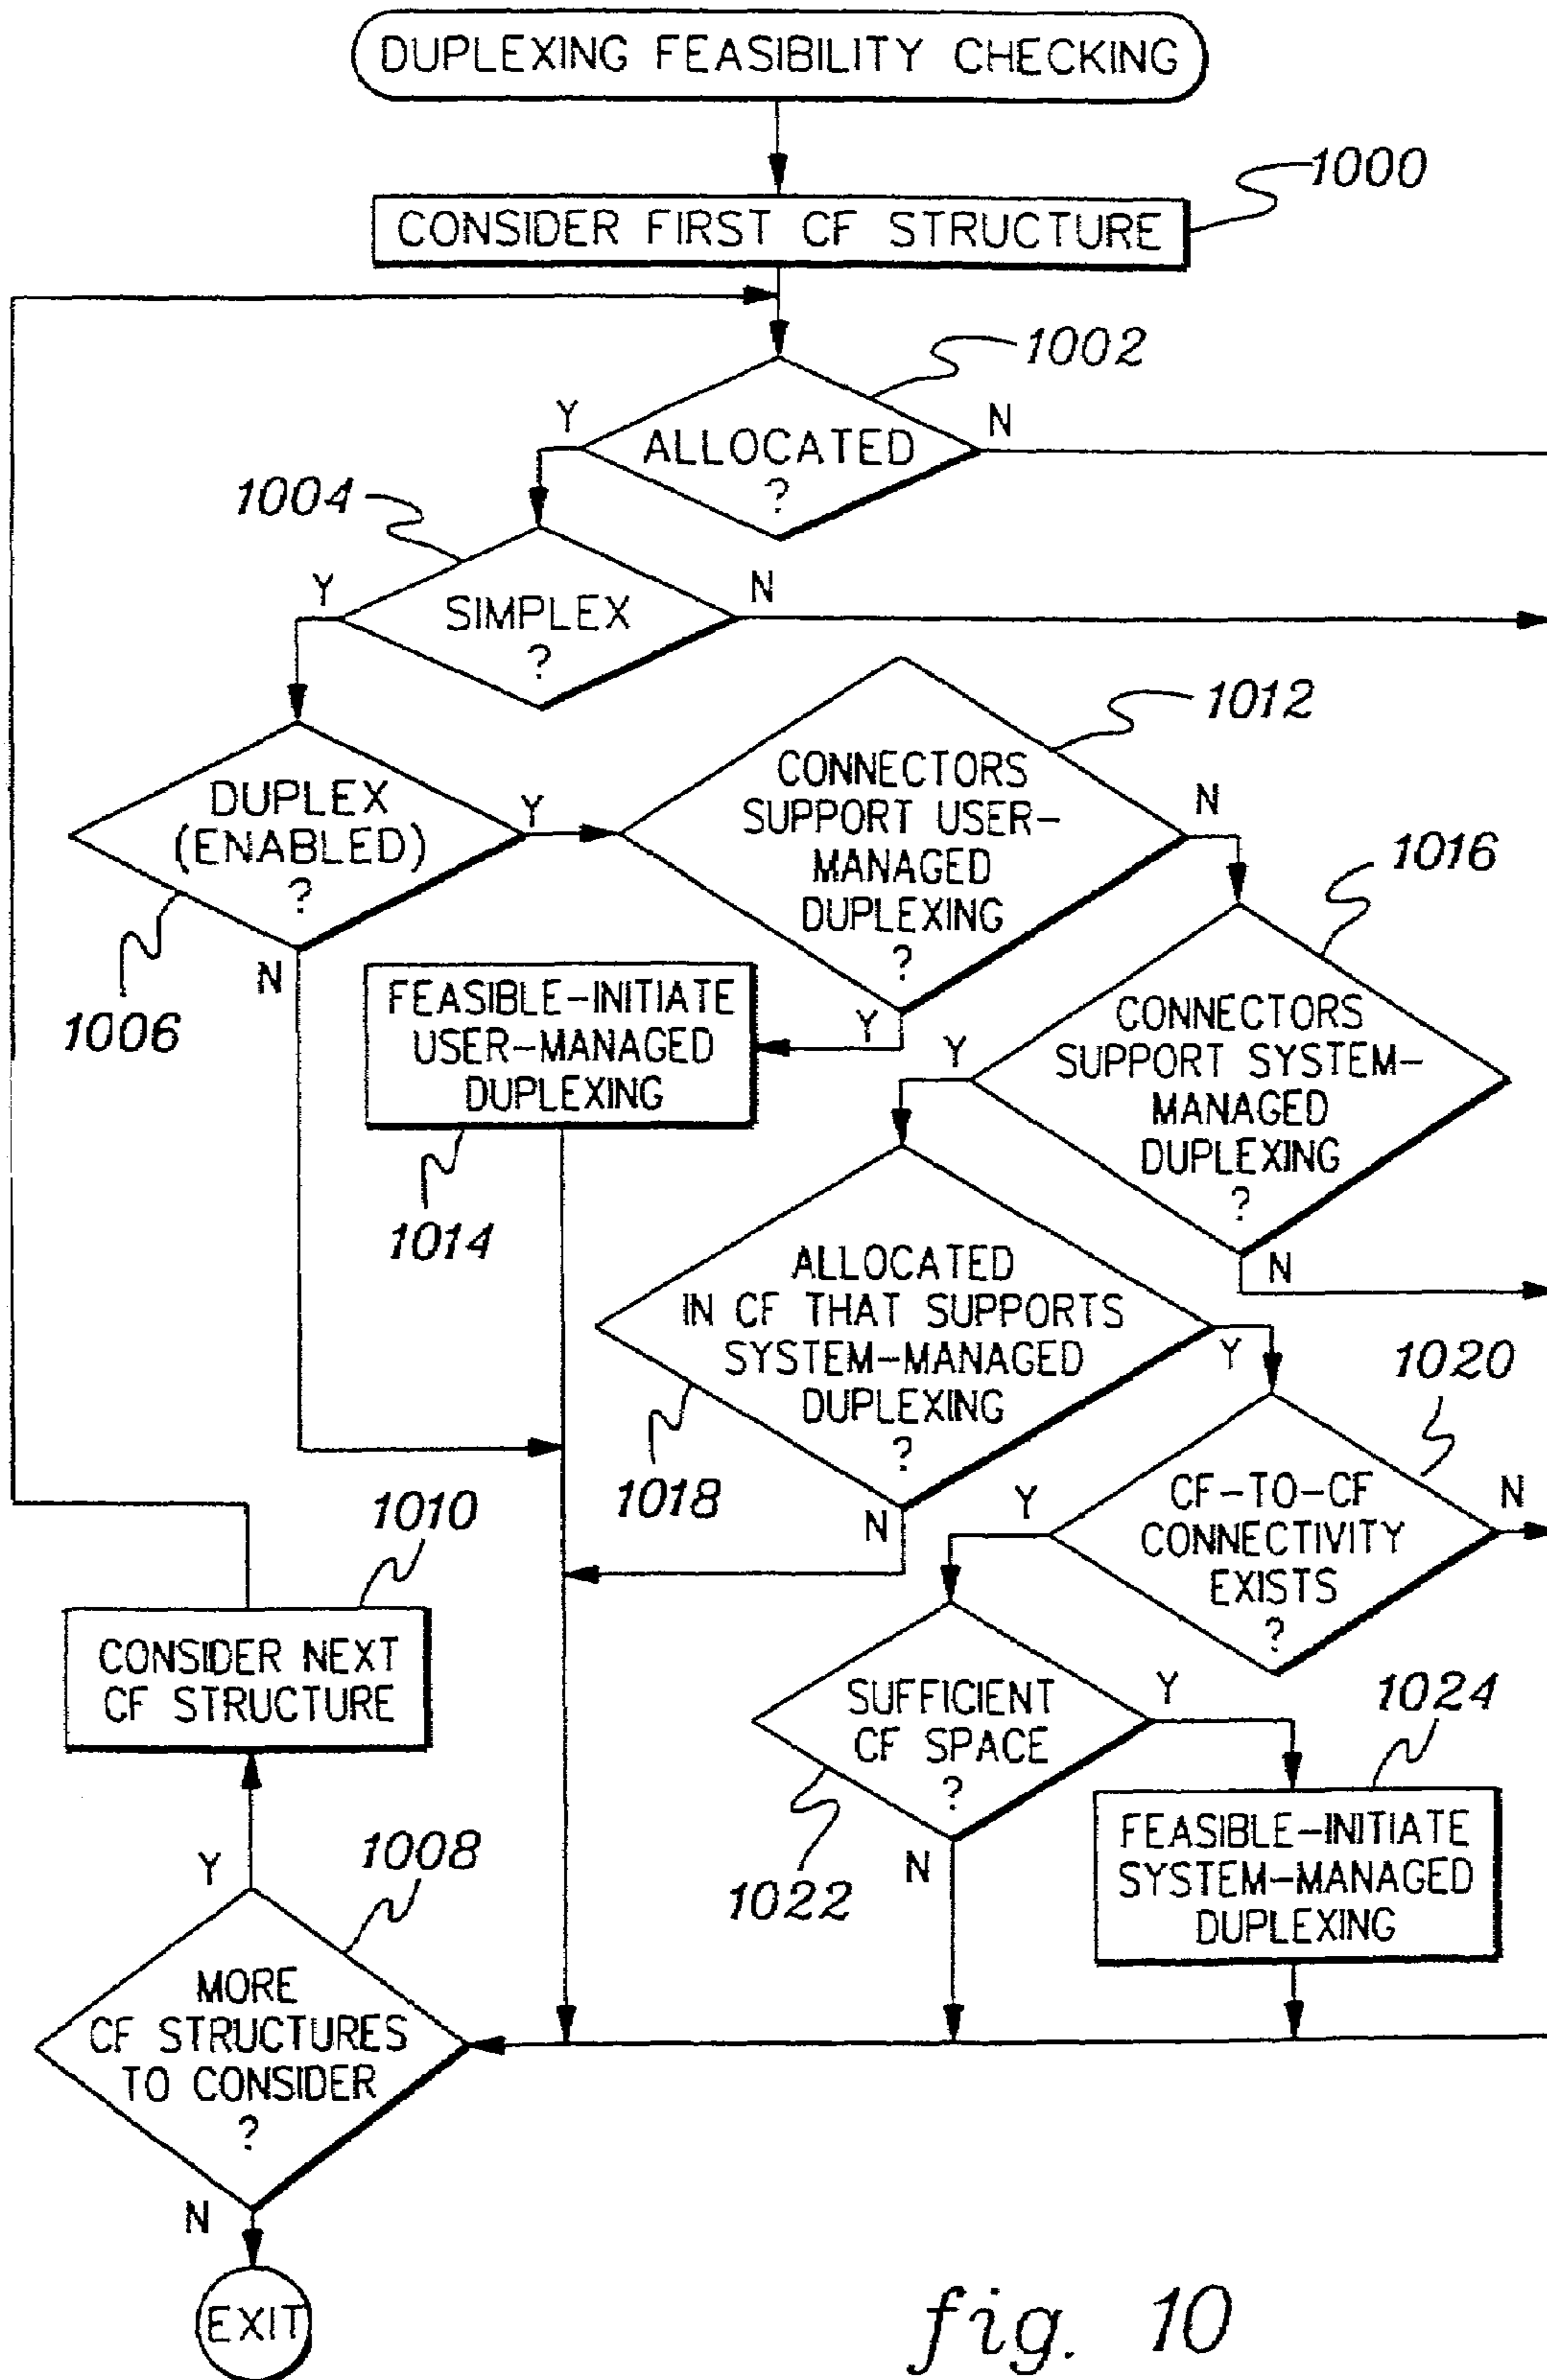 DUPLEXING FEASIBILITY CHECKING
1000
CONSIDER FIRST CF STRUCTURE
1002
Y
N
ALLOCATED
?
1004
Y
N
SIMPLEX
?
1012
DUPLEX
(ENABLED)
?
Y
N
1006
CONNECTORS
SUPPORT USER-
MANAGED
DUPLEXING
?
N
Y
1016
FEASIBLE-INITIATE
USER-MANAGED
DUPLEXING
1014
Y
CONNECTORS
SUPPORT SYSTEM-
MANAGED
DUPLEXING
?
N
ALLOCATED
IN CF THAT SUPPORTS
SYSTEM-MANAGED
DUPLEXING
?
Y
N
1018
1020
Y
CF-TO-CF
CONNECTIVITY
EXISTS
?
N
1010
CONSIDER NEXT
CF STRUCTURE
SUFFICIENT
CF SPACE
?
Y
N
1022
1024
FEASIBLE-INITIATE
SYSTEM-MANAGED
DUPLEXING
Y
1008
MORE
CF STRUCTURES
TO CONSIDER
?
N
EXIT
fig. 10